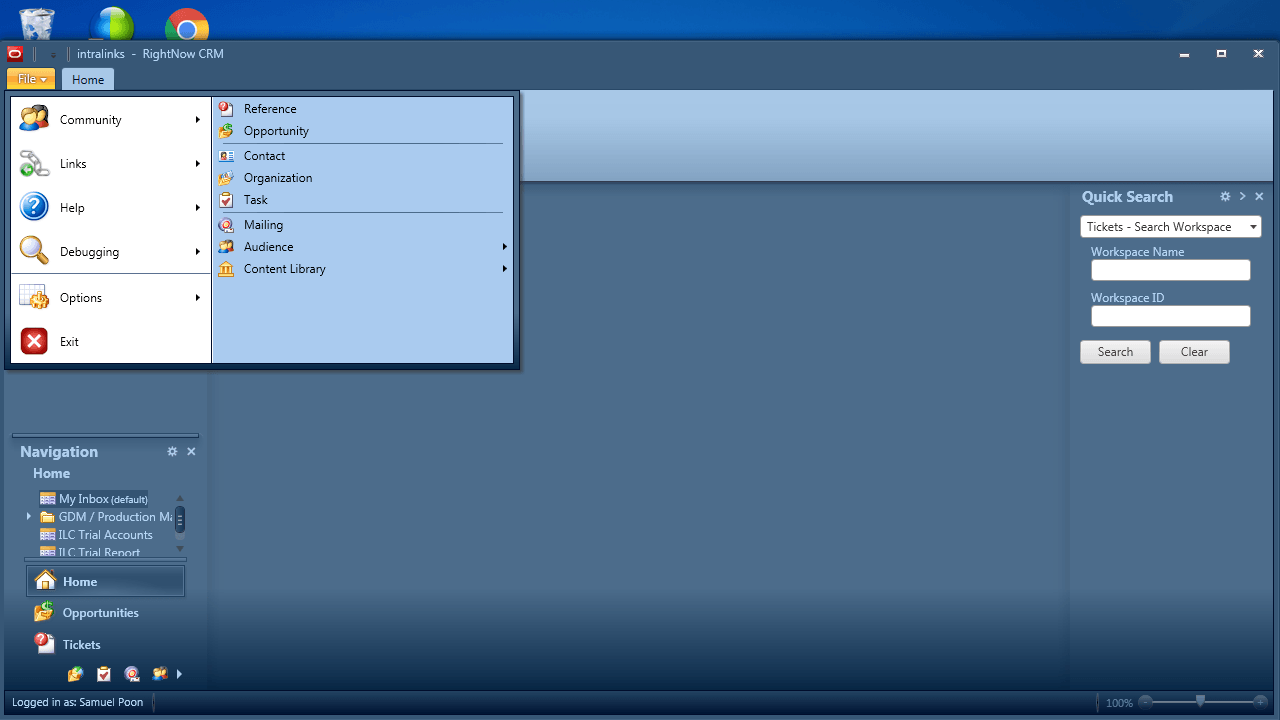 intralinks - RightNow CRM
File
Home
Community
Links
Help
Debugging
Options
Exit
Reference
Opportunity
Contact
Organization
Task
Mailing
Audience
Content Library
Quick Search
Tickets - Search Workspace
Workspace Name
Workspace ID
Search
Clear
Navigation
Home
My Inbox (default)
GDM / Production Ma
ILC Trial Accounts
ILC Trial Report
Home
Opportunities
Tickets
Logged in as: Samuel Poon
100%